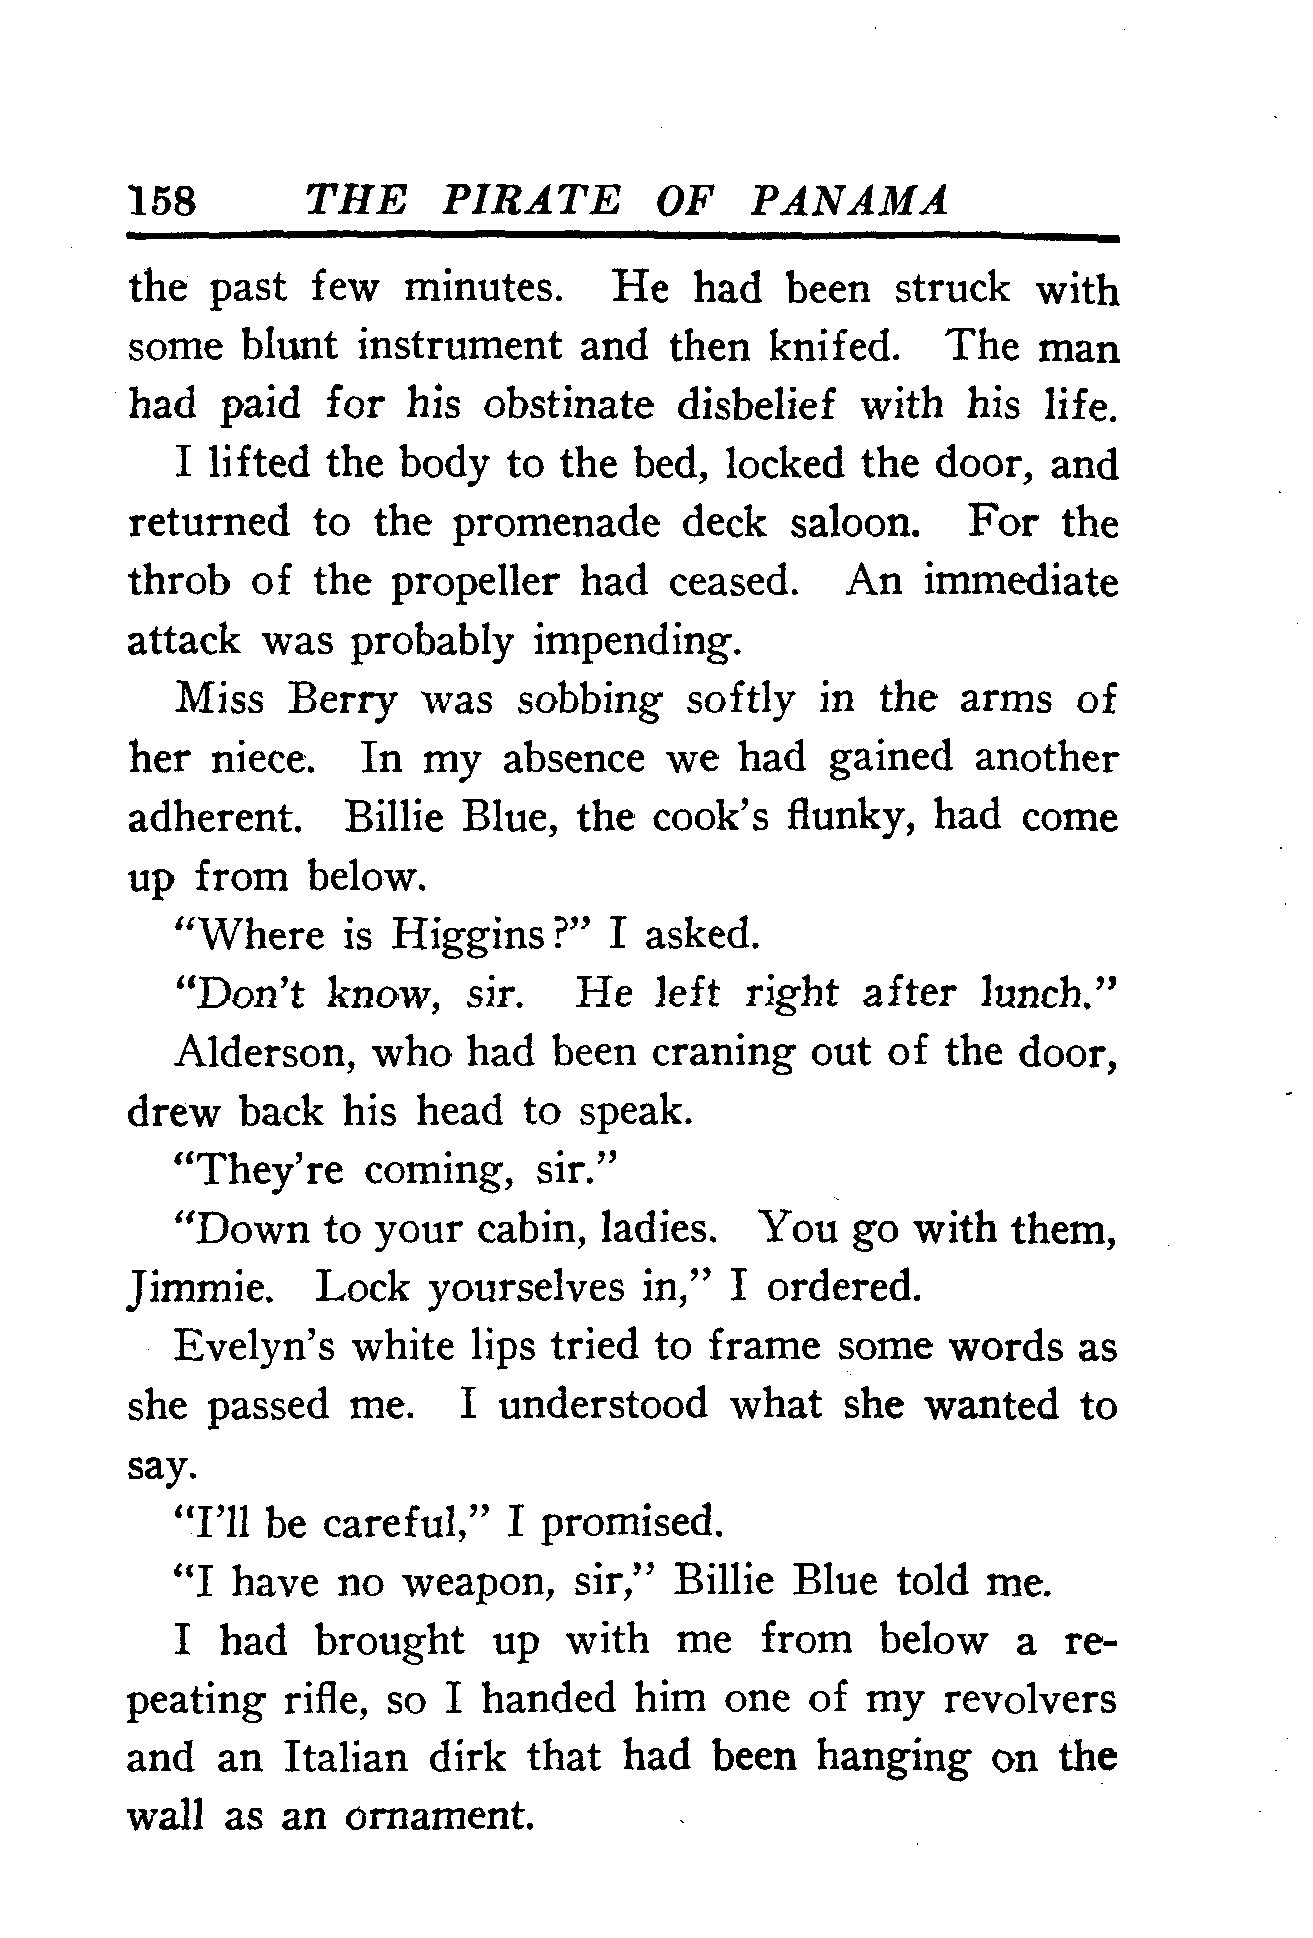 158 THE PIRATE OF PANAMA
the past few minutes. He had been struck with
some blunt instrument and then knifed. The man
had paid for his obstinate disbelief with his life.
I lifted the body to the bed, locked the door, and
returned to the promenade deck saloon. For the
throb of the propeller had ceased. An immediate
attack was probably impending.
Miss Berry was sobbing softly in the arms of
her niece. In my absence we had gained another
adherent. Billie Blue, the cook's flunky, had come
up from below.
"Where is Higgins?" I asked.
"Don't know, sir. He left right after lunch."
Alderson, who had been craning out of the door,
drew back his head to speak.
"They're coming, sir."
"Down to your cabin, ladies. You go with them,
Jimmie. Lock yourselves in," I ordered.
Evelyn's white lips tried to frame some words as
she passed me. I understood what she wanted to
say.
"I'll be careful," I promised.
"I have no weapon, sir," Billie Blue told me.
I had brought up with me from below a re-
peating rifle, so I handed him one of my revolvers
and an Italian dirk that had been hanging on the
wall as an ornament.